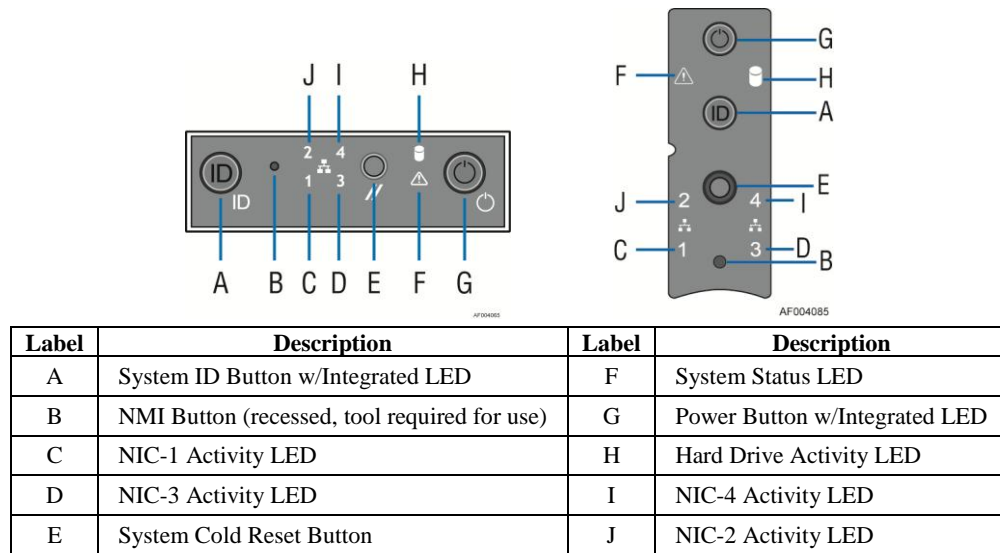 J I H
2 4
ID
1 3
ID
A B C D E F G
AF004065
G
F H
ID A
E
J 2 4 I
C 1 3 D
B
AF004085
Label Description Label Description
A System ID Button w/Integrated LED F System Status LED
B NMI Button (recessed, tool required for use) G Power Button w/Integrated LED
C NIC-1 Activity LED H Hard Drive Activity LED
D NIC-3 Activity LED I NIC-4 Activity LED
E System Cold Reset Button J NIC-2 Activity LED